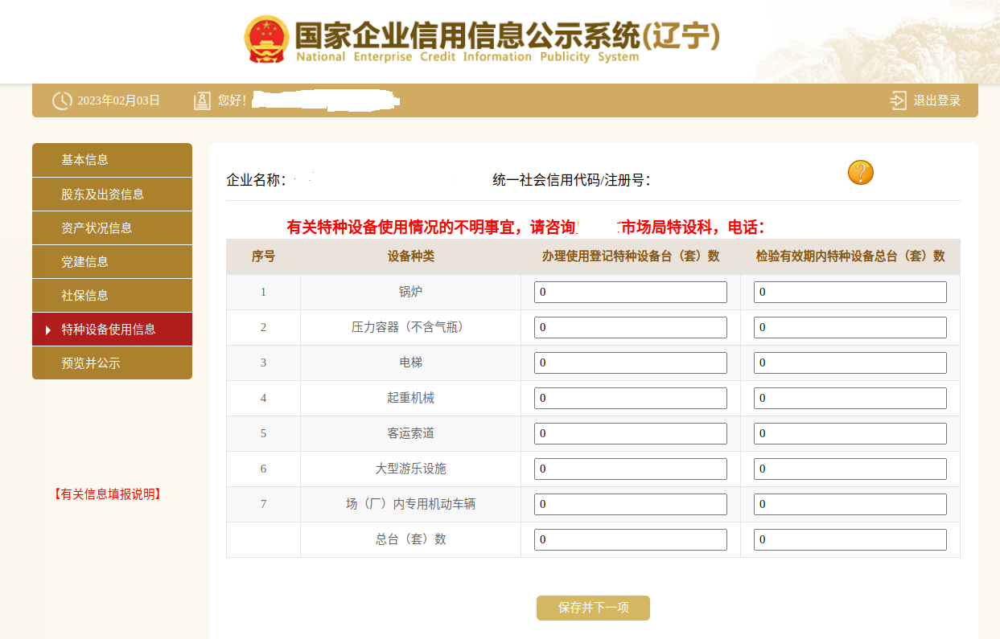 国家企业信用信息公示系统(辽宁)
National Enterprise Credit Information Publicity System
2023年02月03日 您好！ 退出登录
基本信息
股东及出资信息
资产状况信息
党建信息
社保信息
特种设备使用信息
预览并公示
【有关信息填报说明】
企业名称： 统一社会信用代码/注册号：
有关特种设备使用情况的不明事宜，请咨询 市场局特设科，电话：
序号 设备种类 办理使用登记特种设备台（套）数 检验有效期内特种设备总台（套）数
1 锅炉 0 0
2 压力容器（不含气瓶） 0 0
3 电梯 0 0
4 起重机械 0 0
5 客运索道 0 0
6 大型游乐设施 0 0
7 场（厂）内专用机动车辆 0 0
总台（套）数 0 0
保存并下一项